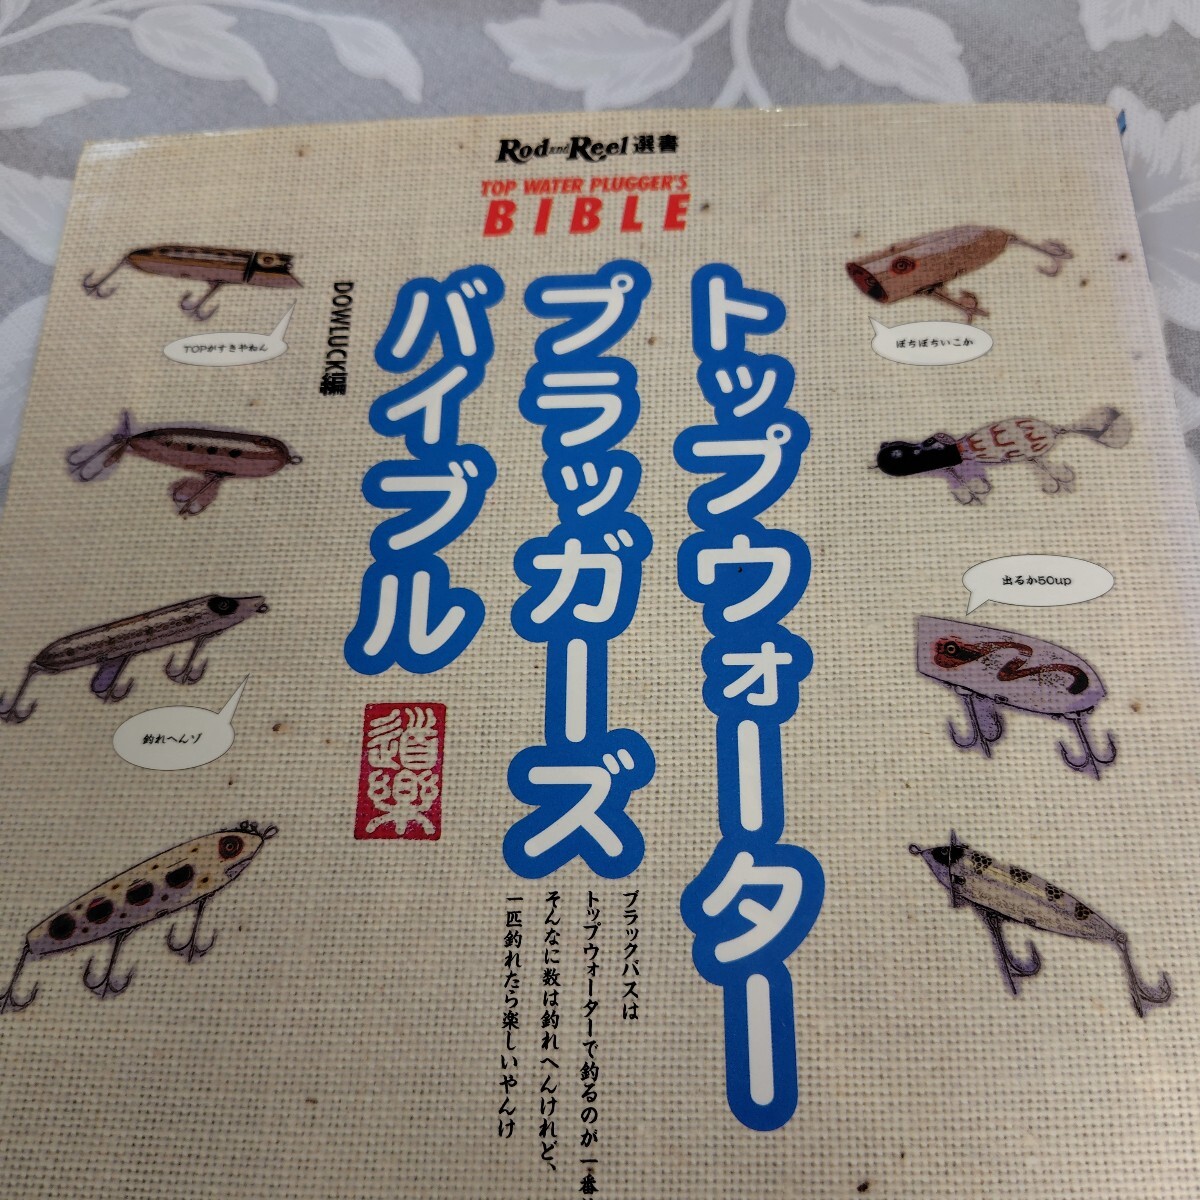 Rod and Reel 選書
TOP WATER PLUGGER'S
BIBLE
トップウォーター
プラッガーズ
バイブル
DOWLUCK編
TOPがすきやねん
ぼちぼちいこか
出るか50up
釣れへんゾ
道楽
ブラックバスは
トップウォーターで釣るのが一番
そんなに数は釣れへんけれど、
一匹釣れたら楽しいやんけ